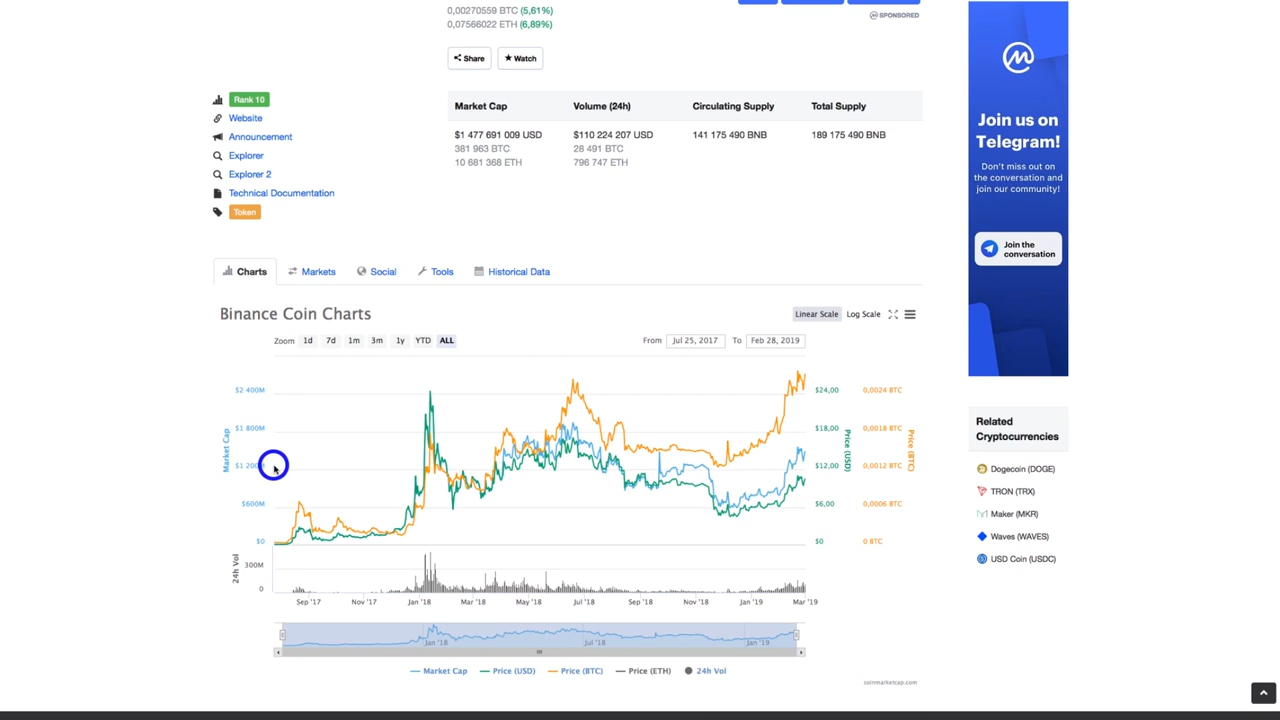 0,00270559 BTC (5,61%)
0,07566022 ETH (6,89%)
SPONSORED
Share
Watch
Rank 10
Website
Announcement
Explorer
Explorer 2
Technical Documentation
Token
Market Cap Volume (24h) Circulating Supply Total Supply
$1 477 691 009 USD $110 224 207 USD 141 175 490 BNB 189 175 490 BNB
381 963 BTC 28 491 BTC
10 681 368 ETH 796 747 ETH
Join us on
Telegram!
Don't miss out on
the conversation and
join our community!
Join the
conversation
Charts Markets Social Tools Historical Data
Binance Coin Charts
Linear Scale Log Scale
Zoom 1d 7d 1m 3m 1y YTD ALL From Jul 25, 2017 To Feb 28, 2019
$2 400M $24,00 0,0024 BTC
$1 800M $18,00 0,0018 BTC
$1 200M $12,00 0,0012 BTC
$600M $6,00 0,0006 BTC
$0 $0 0 BTC
Market Cap
Price (USD)
Price (BTC)
24h Vol
300M
0
Sep '17 Nov '17 Jan '18 Mar '18 May '18 Jul '18 Sep '18 Nov '18 Jan '19 Mar '19
Jan '18 Jul '18 Jan '19
Market Cap Price (USD) Price (BTC) Price (ETH) 24h Vol
coinmarketcap.com
Related
Cryptocurrencies
Dogecoin (DOGE)
TRON (TRX)
Maker (MKR)
Waves (WAVES)
USD Coin (USDC)